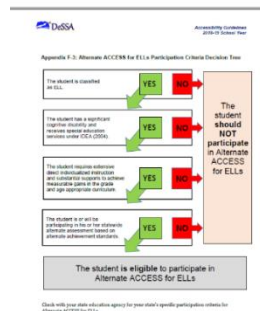 DeSSA
Accessibility Guidelines
2018-19 School Year
Appendix F-3: Alternate ACCESS for ELLs Participation Criteria Decision Tree
The student is classified
as ELL.
YES
NO
The student has a significant
cognitive disability and
receives special education
services under IDEA (2004).
YES
NO
The student requires extensive
direct individualized instruction
and substantial supports to achieve
measurable gains in the grade
and age appropriate curriculum.
YES
NO
The student is or will be
participating in his or her statewide
alternate assessment based on
alternate achievement standards.
YES
NO
The
student
should
NOT
participate
in Alternate
ACCESS
for ELLs
The student is eligible to participate in
Alternate ACCESS for ELLs
Check with your state education agency for your state's specific participation criteria for
Alternate ACCESS for ELLs.